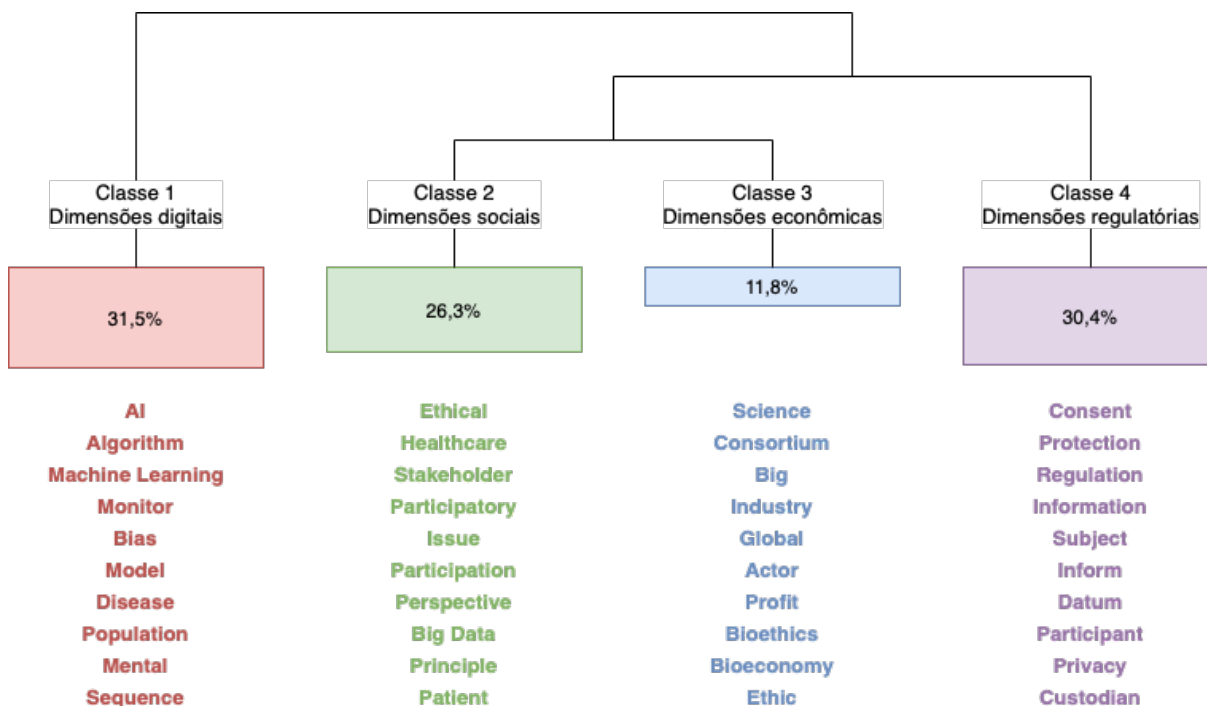 Classe 1
Dimensões digitais
Classe 2
Dimensões sociais
Classe 3
Dimensões econômicas
Classe 4
Dimensões regulatórias
31,5%
26,3%
11,8%
30,4%
AI
Algorithm
Machine Learning
Monitor
Bias
Model
Disease
Population
Mental
Sequence
Ethical
Healthcare
Stakeholder
Participatory
Issue
Participation
Perspective
Big Data
Principle
Patient
Science
Consortium
Big
Industry
Global
Actor
Profit
Bioethics
Bioeconomy
Ethic
Consent
Protection
Regulation
Information
Subject
Inform
Datum
Participant
Privacy
Custodian